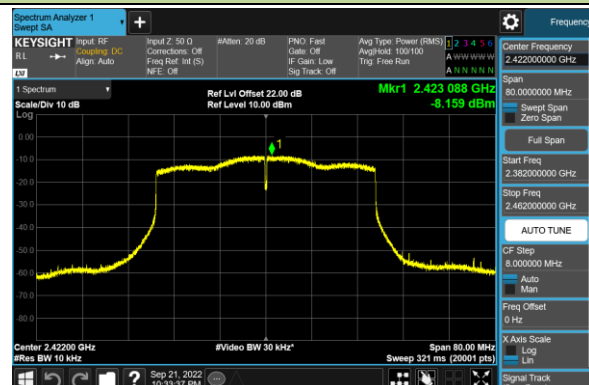 Spectrum Analyzer 1
Swept SA
Frequency
KEYSIGHT
RL
LXI
Input: RF
Coupling: DC
Align: Auto
Input Z: 50 Ω
Corrections: Off
Freq Ref: Int (S)
NFE: Off
#Atten: 20 dB
PNO: Fast
Gate: Off
IF Gain: Low
Sig Track: Off
Avg Type: Power (RMS)
Avg|Hold: 100/100
Trig: Free Run
1 2 3 4 5 6
A W W W W W
A N N N N N
1 Spectrum
Scale/Div 10 dB
Log
Ref Lvl Offset 22.00 dB
Ref Level 10.00 dBm
Mkr1 2.423 088 GHz
-8.159 dBm
1
0.00
-10.0
-20.0
-30.0
-40.0
-50.0
-60.0
-70.0
-80.0
Center 2.42200 GHz
#Res BW 10 kHz
#Video BW 30 kHz*
Span 80.00 MHz
Sweep 321 ms (20001 pts)
Center Frequency
2.422000000 GHz
Span
80.0000000 MHz
Swept Span
Zero Span
Full Span
Start Freq
2.382000000 GHz
Stop Freq
2.462000000 GHz
AUTO TUNE
CF Step
8.000000 MHz
Auto
Man
Freq Offset
0 Hz
X Axis Scale
Log
Lin
Signal Track
Sep 21, 2022
10:33:37 PM